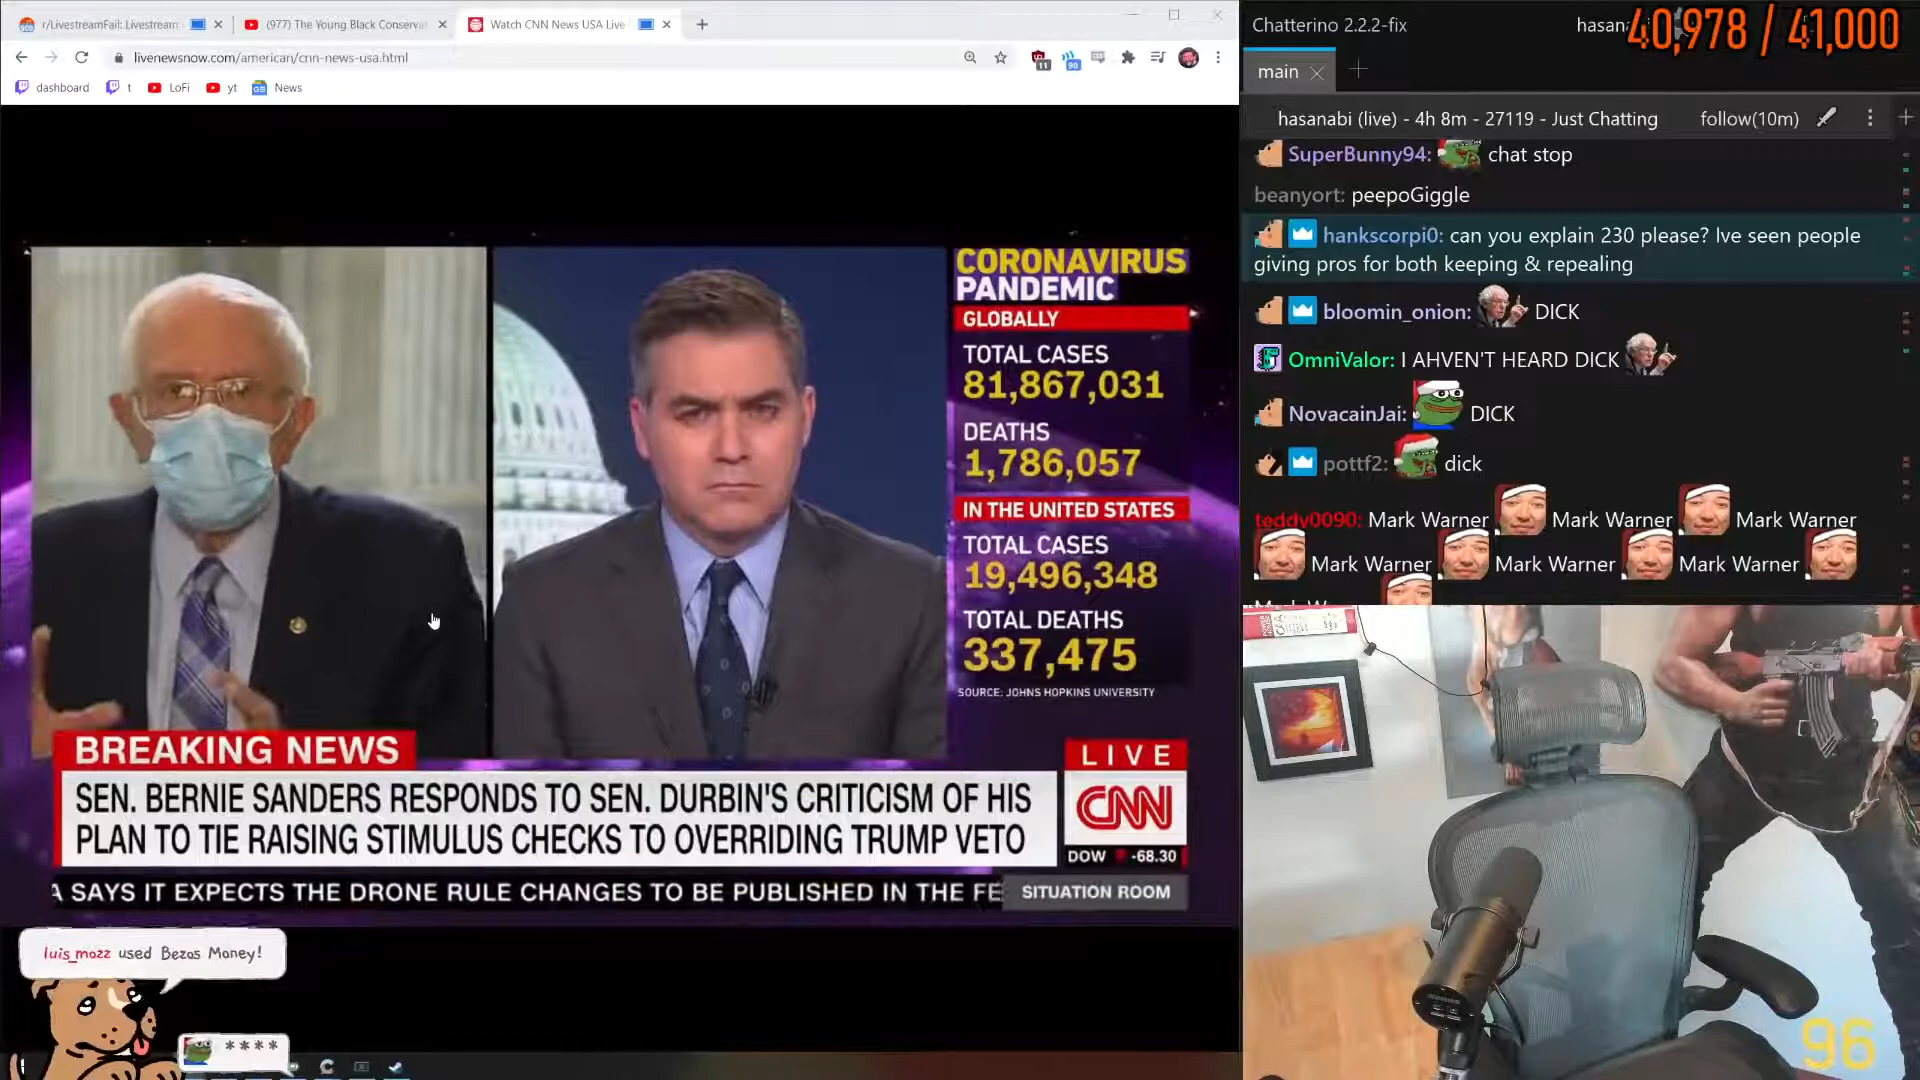 r/LivestreamFail: Livestream
(977) The Young Black Conservat
Watch CNN News USA Live
livenewsnow.com/american/cnn-news-usa.html
11
90
dashboard
t
LoFi
yt
News
CORONAVIRUS
PANDEMIC
GLOBALLY
TOTAL CASES
81,867,031
DEATHS
1,786,057
IN THE UNITED STATES
TOTAL CASES
19,496,348
TOTAL DEATHS
337,475
SOURCE: JOHNS HOPKINS UNIVERSITY
BREAKING NEWS
SEN. BERNIE SANDERS RESPONDS TO SEN. DURBIN'S CRITICISM OF HIS
PLAN TO TIE RAISING STIMULUS CHECKS TO OVERRIDING TRUMP VETO
LIVE
CNN
DOW -68.30
A SAYS IT EXPECTS THE DRONE RULE CHANGES TO BE PUBLISHED IN THE FE
SITUATION ROOM
luis_mozz used Bezos Money!
****
Chatterino 2.2.2-fix
hasana
40,978 / 41,000
main
hasanabi (live) - 4h 8m - 27119 - Just Chatting
follow(10m)
SuperBunny94: chat stop
beanyort: peepoGiggle
hankscorpi0: can you explain 230 please? Ive seen people
giving pros for both keeping & repealing
bloomin_onion: DICK
OmniValor: I AHVEN'T HEARD DICK
NovacainJai: DICK
pottf2: dick
teddy0090: Mark Warner Mark Warner Mark Warner
Mark Warner Mark Warner Mark Warner
96